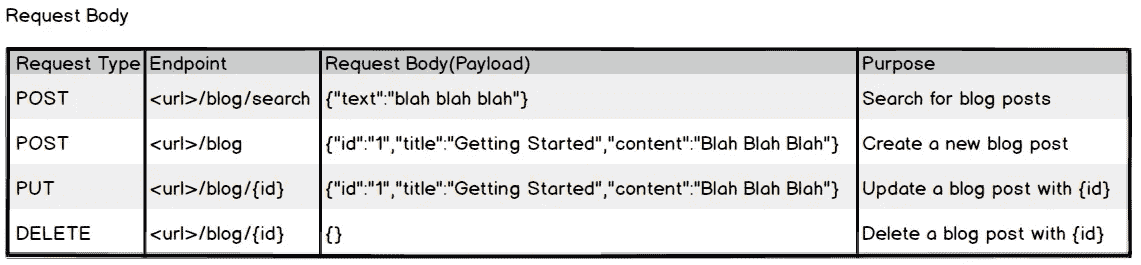 Request Body
Request Type Endpoint Request Body(Payload) Purpose
POST <url>/blog/search {"text":"blah blah blah"} Search for blog posts
POST <url>/blog {"id":"1","title":"Getting Started","content":"Blah Blah Blah"} Create a new blog post
PUT <url>/blog/{id} {"id":"1","title":"Getting Started","content":"Blah Blah Blah"} Update a blog post with {id}
DELETE <url>/blog/{id} {} Delete a blog post with {id}